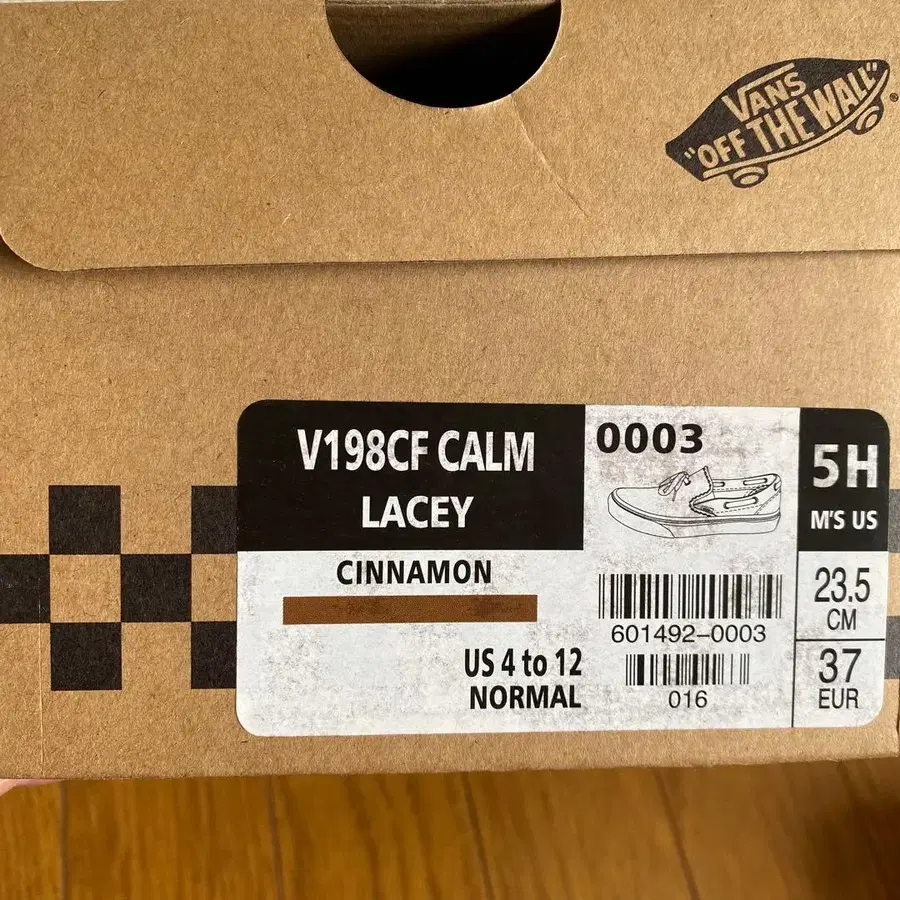 VANS
"OFF THE WALL"
V198CF CALM
LACEY
CINNAMON
US 4 to 12
NORMAL
0003
601492-0003
016
5H
M'S US
23.5
CM
37
EUR